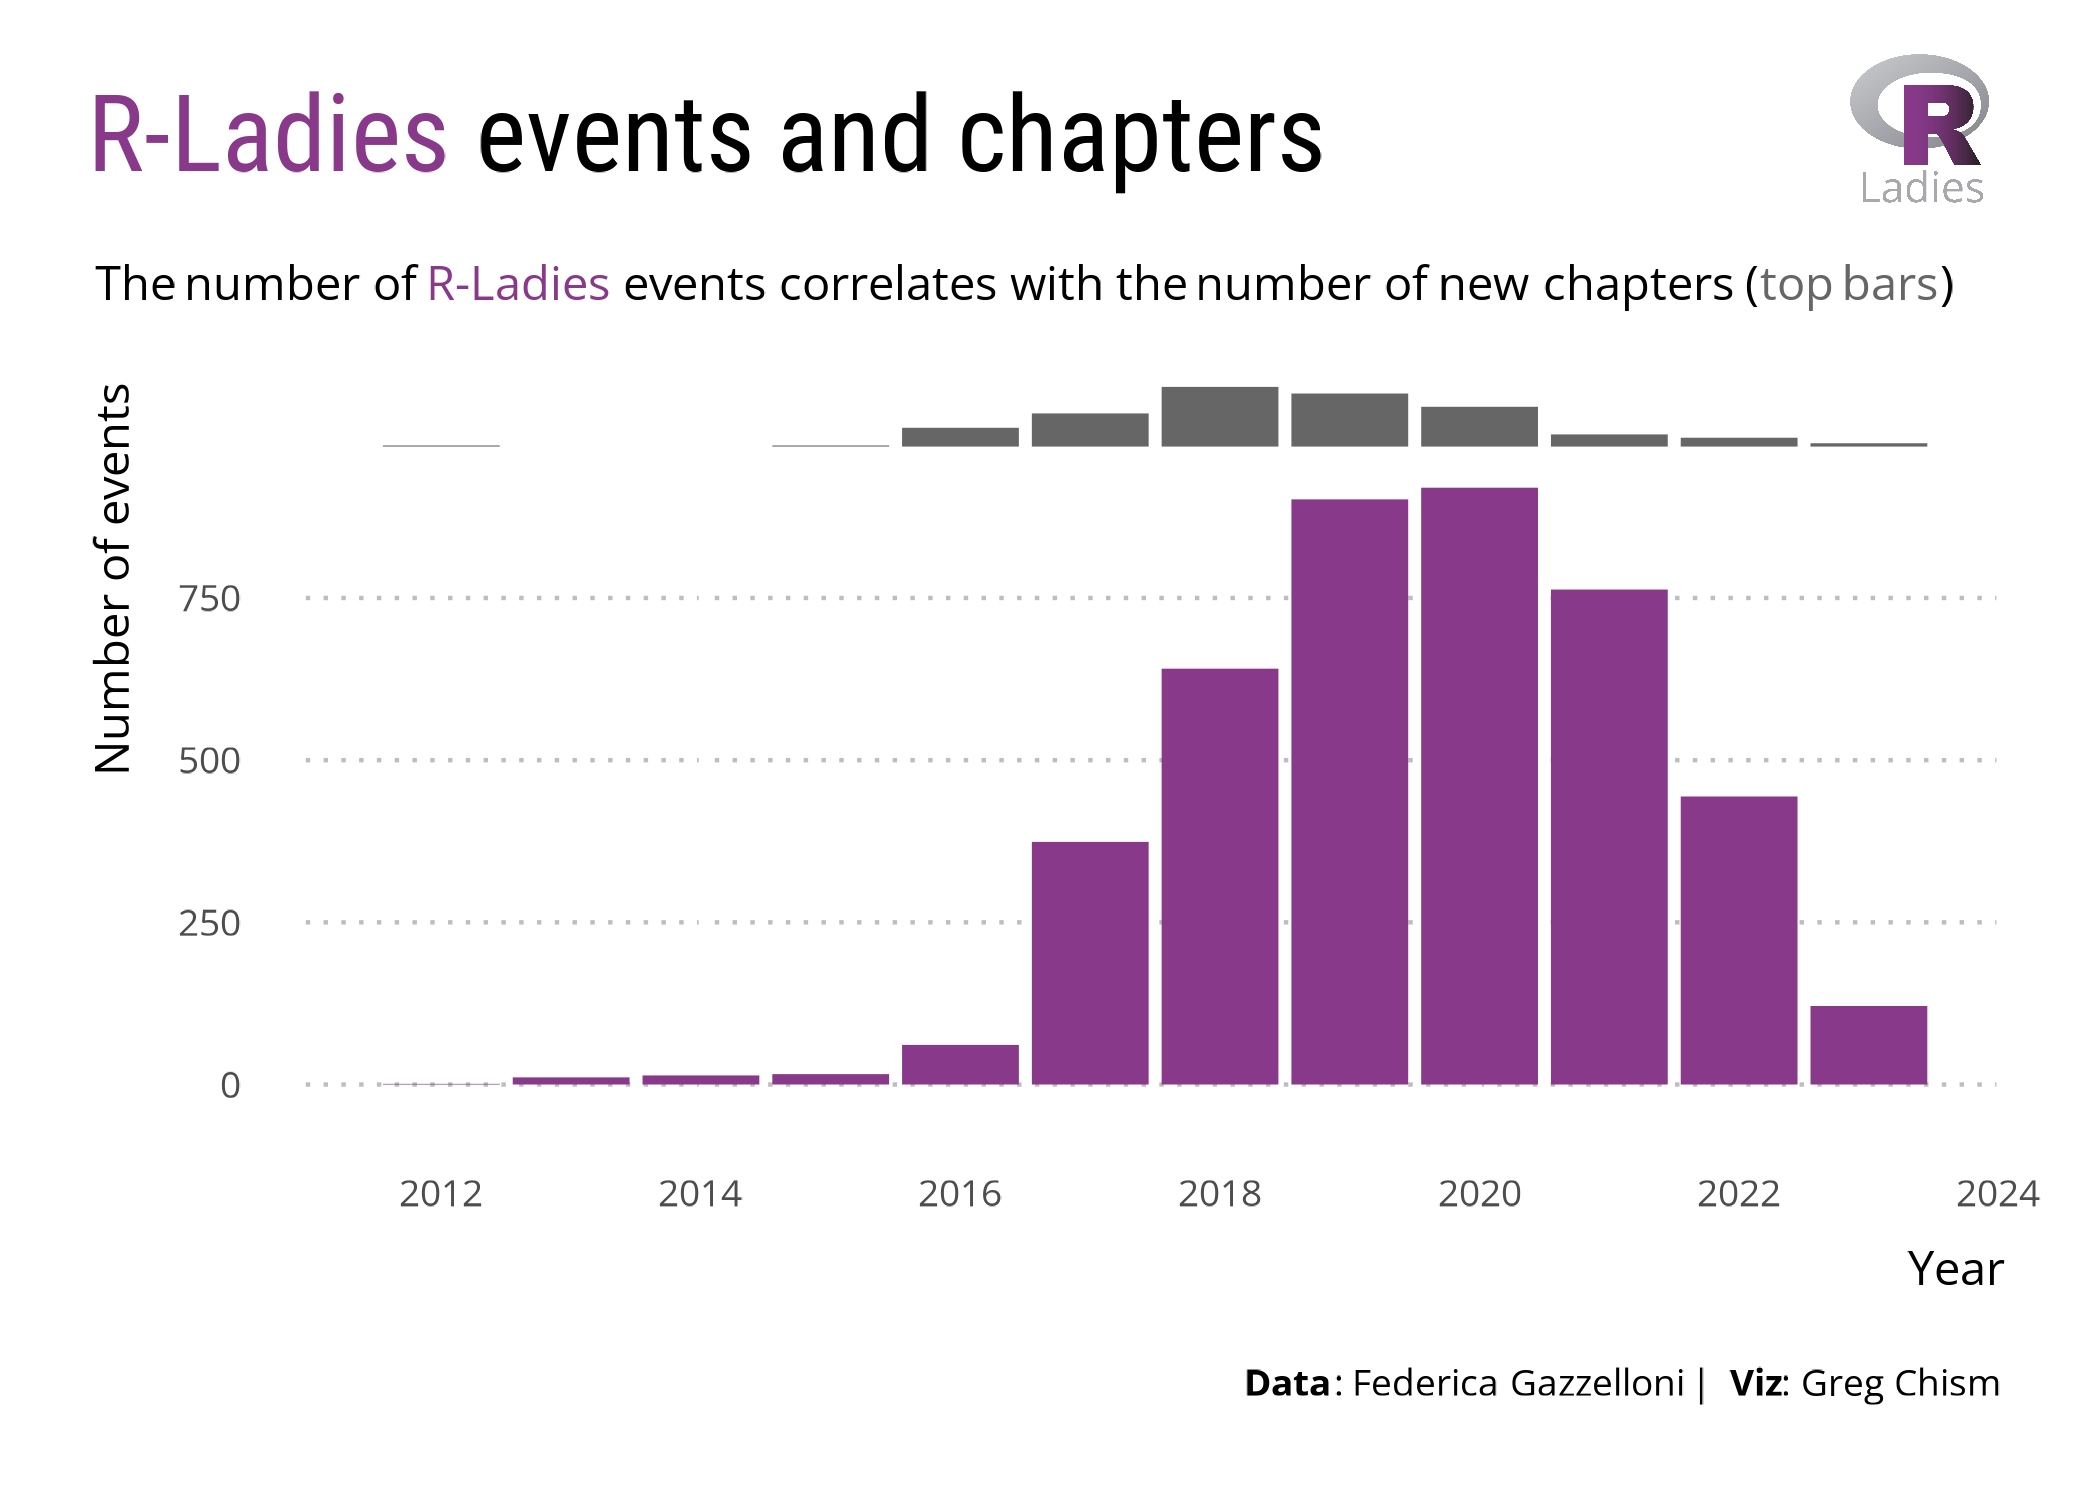 R-Ladies events and chapters
R
Ladies
The number of R-Ladies events correlates with the number of new chapters (top bars)
Number of events
750
500
250
0
2012 2014 2016 2018 2020 2022 2024
Year
Data: Federica Gazzelloni | Viz: Greg Chism